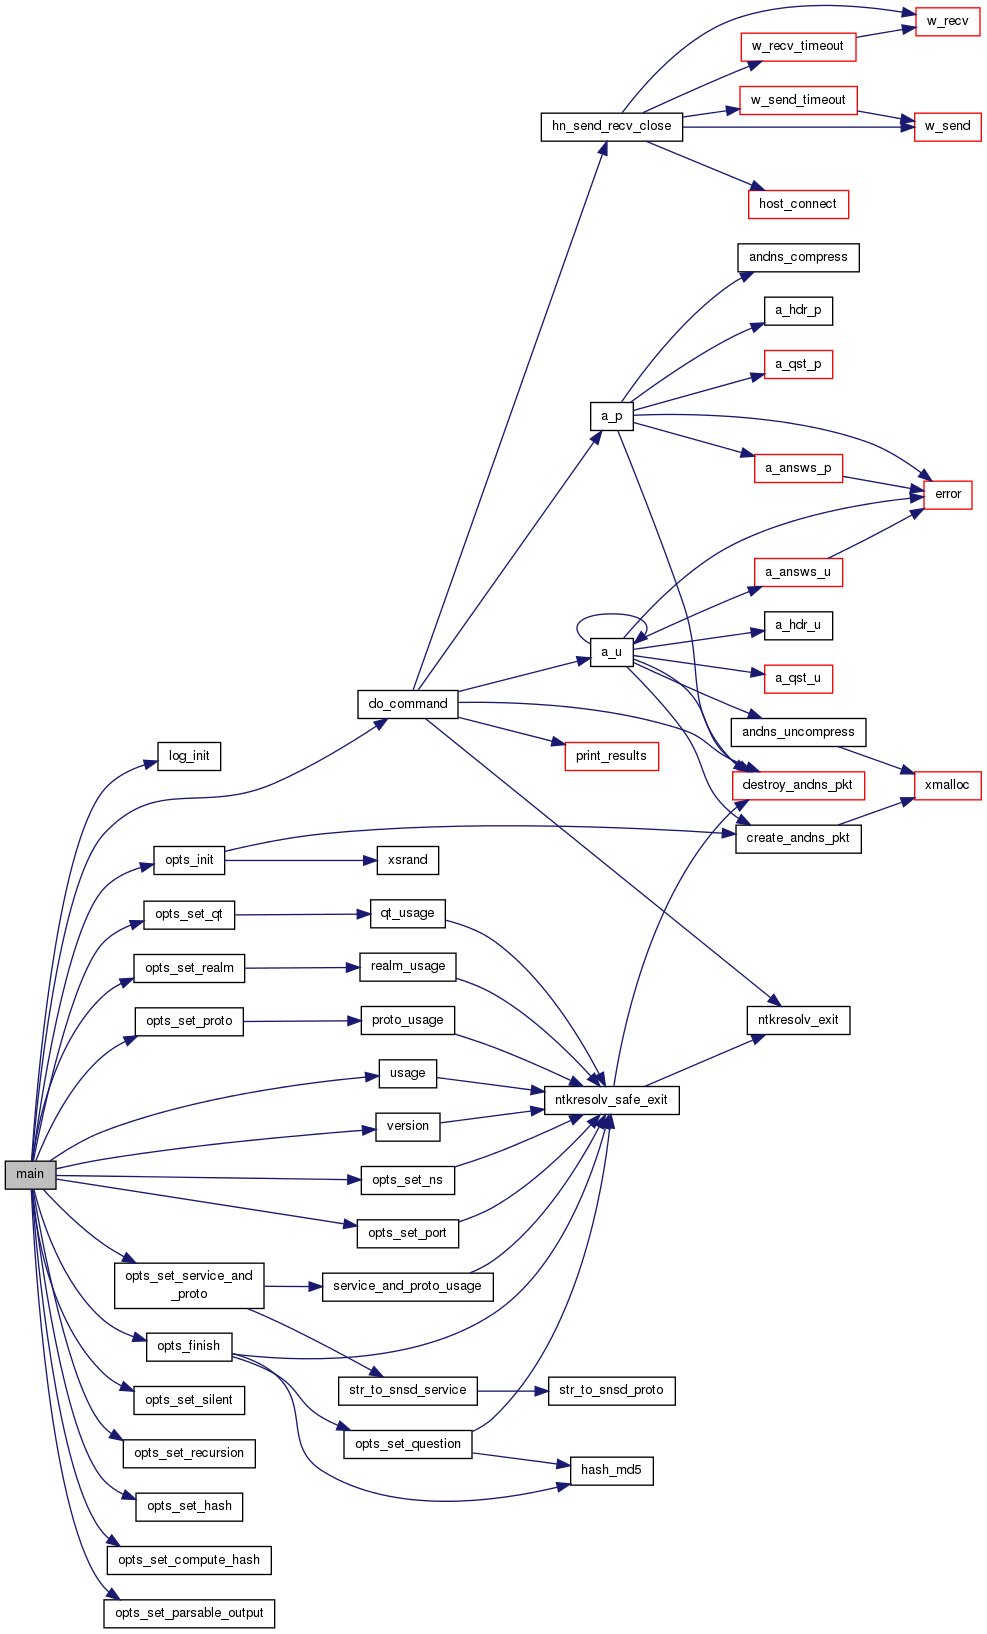 w_recv
w_recv_timeout
w_send_timeout
hn_send_recv_close
w_send
host_connect
andns_compress
a_hdr_p
a_qst_p
a_p
a_answs_p
error
a_answs_u
a_hdr_u
a_u
a_qst_u
do_command
andns_uncompress
log_init
print_results
destroy_andns_pkt
xmalloc
create_andns_pkt
opts_init
xsrand
opts_set_qt
qt_usage
opts_set_realm
realm_usage
opts_set_proto
proto_usage
ntkresolv_exit
usage
ntkresolv_safe_exit
version
main
opts_set_ns
opts_set_port
opts_set_service_and
_proto
service_and_proto_usage
opts_finish
str_to_snsd_service
str_to_snsd_proto
opts_set_silent
opts_set_question
opts_set_recursion
hash_md5
opts_set_hash
opts_set_compute_hash
opts_set_parsable_output